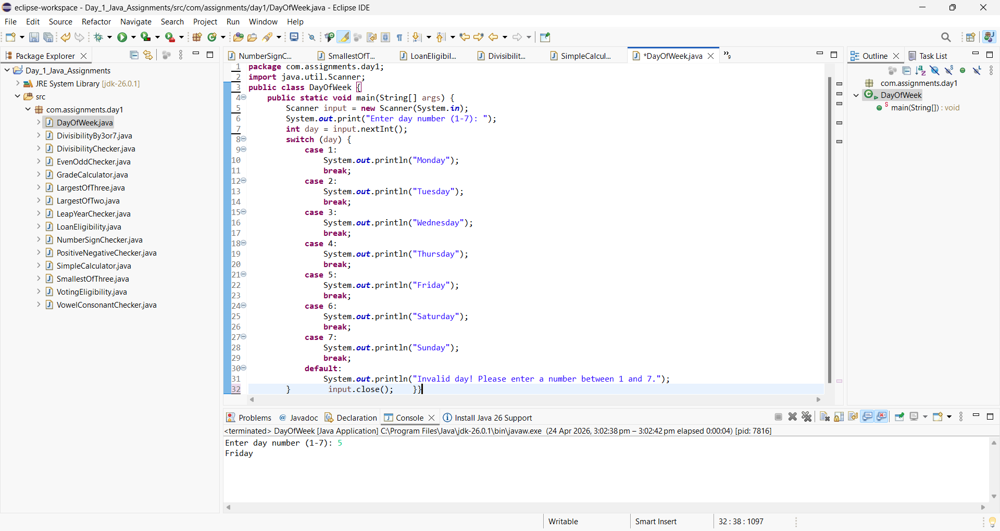 eclipse-workspace - Day_1_Java_Assignments/src/com/assignments/day1/DayOfWeek.java - Eclipse IDE
File Edit Source Refactor Navigate Search Project Run Window Help
Package Explorer
Day_1_Java_Assignments
JRE System Library [jdk-26.0.1]
src
com.assignments.day1
DayOfWeek.java
DivisibilityBy3or7.java
DivisibilityChecker.java
EvenOddChecker.java
GradeCalculator.java
LargestOfThree.java
LargestOfTwo.java
LeapYearChecker.java
LoanEligibility.java
NumberSignChecker.java
PositiveNegativeChecker.java
SimpleCalculator.java
SmallestOfThree.java
VotingEligibility.java
VowelConsonantChecker.java
NumberSignC... SmallestOfT... LoanEligibil... Divisibilit... SimpleCalcul... *DayOfWeek.java »9
1 package com.assignments.day1;
2 import java.util.Scanner;
3 public class DayOfWeek {
4 public static void main(String[] args) {
5 Scanner input = new Scanner(System.in);
6 System.out.print("Enter day number (1-7): ");
7 int day = input.nextInt();
8 switch (day) {
9 case 1:
10 System.out.println("Monday");
11 break;
12 case 2:
13 System.out.println("Tuesday");
14 break;
15 case 3:
16 System.out.println("Wednesday");
17 break;
18 case 4:
19 System.out.println("Thursday");
20 break;
21 case 5:
22 System.out.println("Friday");
23 break;
24 case 6:
25 System.out.println("Saturday");
26 break;
27 case 7:
28 System.out.println("Sunday");
29 break;
30 default:
31 System.out.println("Invalid day! Please enter a number between 1 and 7.");
32 } input.close(); }}
Outline Task List
com.assignments.day1
DayOfWeek
main(String[]) : void
Problems Javadoc Declaration Console Install Java 26 Support
<terminated> DayOfWeek [Java Application] C:\Program Files\Java\jdk-26.0.1\bin\javaw.exe (24 Apr 2026, 3:02:38 pm – 3:02:42 pm elapsed 0:00:04) [pid: 7816]
Enter day number (1-7): 5
Friday
Writable Smart Insert 32 : 38 : 1097